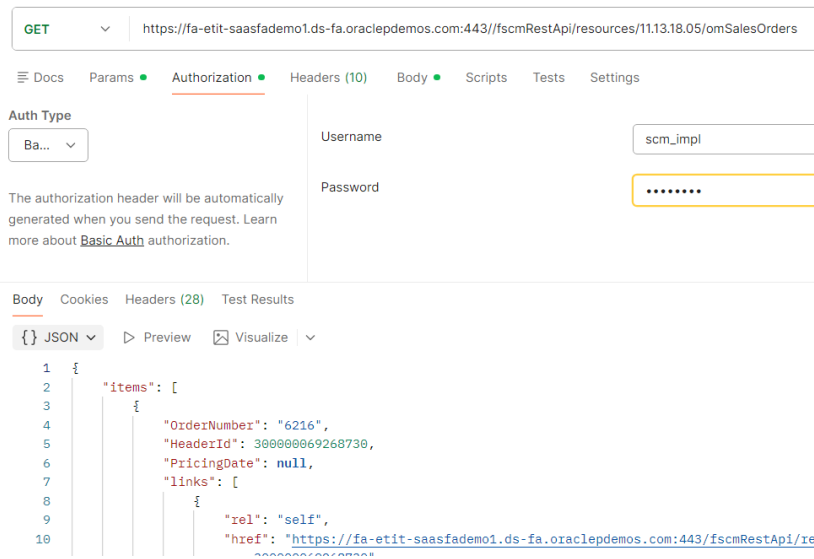 GET https://fa-etit-saasfademo1.ds-fa.oraclepdemos.com:443//fscmRestApi/resources/11.13.18.05/omSalesOrders
Docs Params Authorization Headers (10) Body Scripts Tests Settings
Auth Type
Ba...
Username scm_impl
Password ••••••••
The authorization header will be automatically
generated when you send the request. Learn
more about Basic Auth authorization.
Body Cookies Headers (28) Test Results
{} JSON Preview Visualize
1 {
2 "items": [
3 {
4 "OrderNumber": "6216",
5 "HeaderId": 300000069268730,
6 "PricingDate": null,
7 "links": [
8 {
9 "rel": "self",
10 "href": "https://fa-etit-saasfademo1.ds-fa.oraclepdemos.com:443/fscmRestApi/re